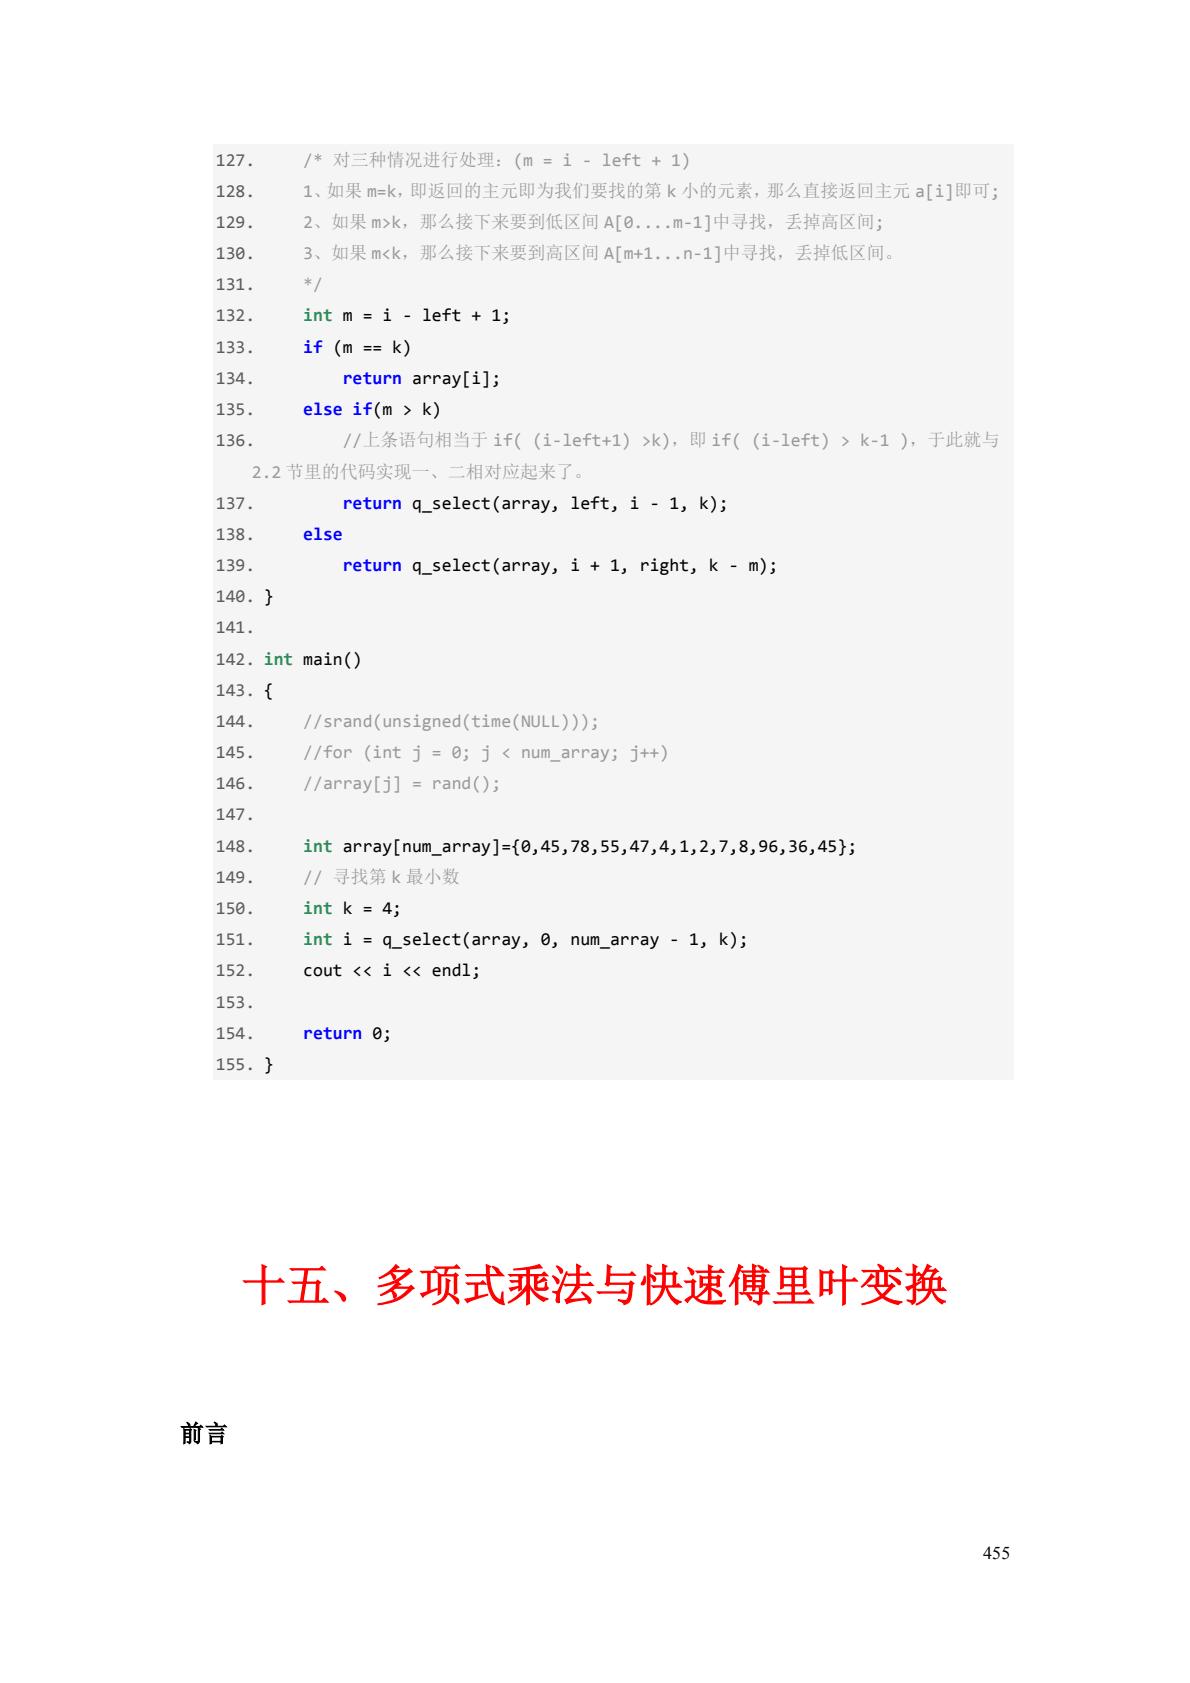 127.     /* 对三种情况进行处理：(m = i - left + 1)
128.     1、如果 m=k，即返回的主元即为我们要找的第 k 小的元素，那么直接返回主元 a[i]即可;
129.     2、如果 m>k，那么接下来要到低区间 A[0....m-1]中寻找，丢掉高区间;
130.     3、如果 m<k，那么接下来要到高区间 A[m+1...n-1]中寻找，丢掉低区间。
131.     */
132.     int m = i - left + 1;
133.     if (m == k)
134.         return array[i];
135.     else if(m > k)
136.         //上条语句相当于 if( (i-left+1) >k)，即 if( (i-left) > k-1 )，于此就与
2.2 节里的代码实现一、二相对应起来了。
137.         return q_select(array, left, i - 1, k);
138.     else
139.         return q_select(array, i + 1, right, k - m);
140. }
141.
142. int main()
143. {
144.     //srand(unsigned(time(NULL)));
145.     //for (int j = 0; j < num_array; j++)
146.     //array[j] = rand();
147.
148.     int array[num_array]={0,45,78,55,47,4,1,2,7,8,96,36,45};
149.     // 寻找第 k 最小数
150.     int k = 4;
151.     int i = q_select(array, 0, num_array - 1, k);
152.     cout << i << endl;
153.
154.     return 0;
155. }
十五、多项式乘法与快速傅里叶变换
前言
455